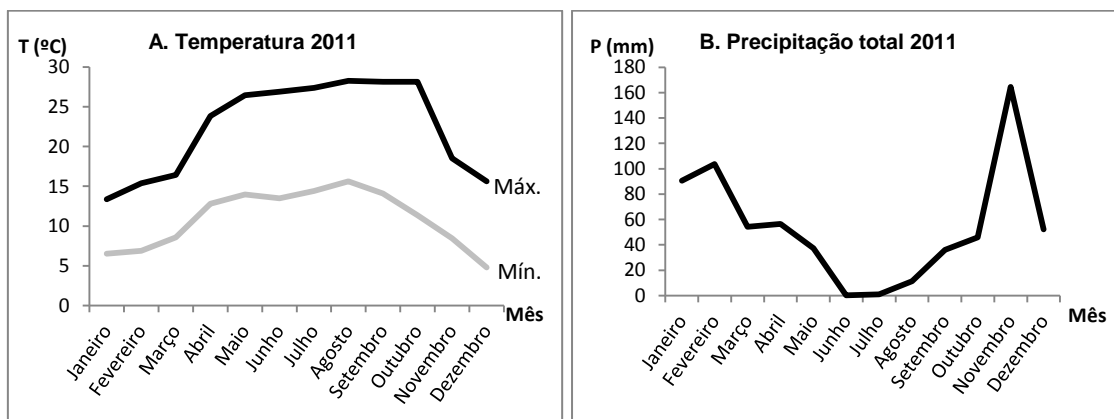 A. Temperatura 2011
T (ºC)
30
25
20
15
10
5
0
Máx.
Mín.
Mês
Janeiro
Fevereiro
Março
Abril
Maio
Junho
Julho
Agosto
Setembro
Outubro
Novembro
Dezembro
B. Precipitação total 2011
P (mm)
180
160
140
120
100
80
60
40
20
0
Mês
Janeiro
Fevereiro
Março
Abril
Maio
Junho
Julho
Agosto
Setembro
Outubro
Novembro
Dezembro